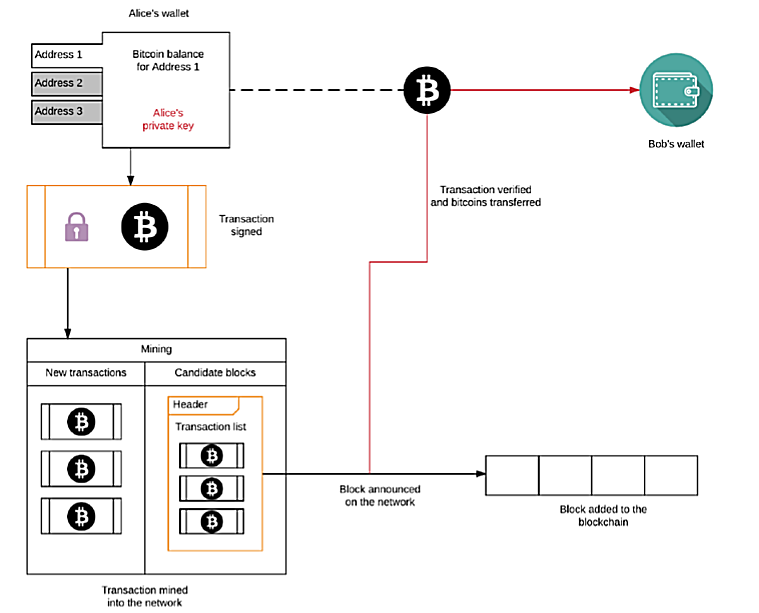 Alice's wallet
Address 1
Address 2
Address 3
Bitcoin balance
for Address 1
Alice's
private key
Bob's wallet
Transaction verified
and bitcoins transferred
Transaction
signed
Mining
New transactions
Candidate blocks
Header
Transaction list
Block announced
on the network
Block added to the
blockchain
Transaction mined
into the network